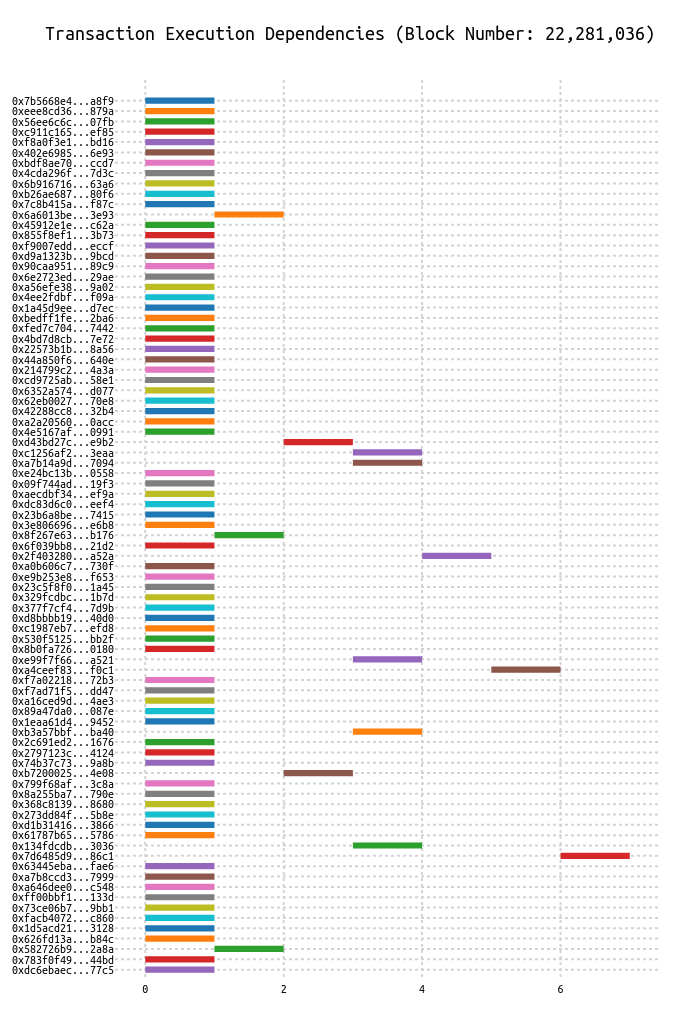 Transaction Execution Dependencies (Block Number: 22,281,036)
0x7b5668e4...a8f9
0xeee8cd36...879a
0x56ee6c6c...07fb
0xc911c165...ef85
0xf8a0f3e1...bd16
0x402e6985...6e93
0xbdf8ae70...ccd7
0x4cda296f...7d3c
0x6b916716...63a6
0xb26ae687...80f6
0x7c8b415a...f87c
0x6a6013be...3e93
0x45912e1e...c62a
0x855f8ef1...3b73
0xf9007edd...eccf
0xd9a1323b...9bcd
0x90caa951...89c9
0x6e2723ed...29ae
0xa56efe38...9a02
0x4ee2fdbf...f09a
0x1a45d9ee...d7ec
0xbedff1fe...2ba6
0xfed7c704...7442
0x4bd7d8cb...7e72
0x22573b1b...8a56
0x44a850f6...640e
0x214799c2...4a3a
0xcd9725ab...58e1
0x6352a574...d077
0x62eb0027...70e8
0x42288cc8...32b4
0xa2a20560...0acc
0x4e5167af...0991
0xd43bd27c...e9b2
0xc1256af2...3eaa
0xa7b14a9d...7094
0xe24bc13b...0558
0x09f744ad...19f3
0xaecdbf34...ef9a
0xdc83d6c0...eef4
0x23b6a8be...7415
0x3e806696...e6b8
0x8f267e63...b176
0x6f039bb8...21d2
0x2f403280...a52a
0xa0b606c7...730f
0xe9b253e8...f653
0x23c5f8f0...1a45
0x329fcdbc...1b7d
0x377f7cf4...7d9b
0xd8bbbb19...40d0
0xc1987eb7...efd8
0x530f5125...bb2f
0x8b0fa726...0180
0xe99f7f66...a521
0xa4ceef83...f0c1
0xf7a02218...72b3
0xf7ad71f5...dd47
0xa16ced9d...4ae3
0x89a47da0...087e
0x1eaa61d4...9452
0xb3a57bbf...ba40
0x2c691ed2...1676
0x2797123c...4124
0x74b37c73...9a8b
0xb7200025...4e08
0x799f68af...3c8a
0x8a255ba7...790e
0x368c8139...8680
0x273dd84f...5b8e
0xd1b31416...3866
0x61787b65...5786
0x134fdcdb...3036
0x7d6485d9...86c1
0x63445eba...fae6
0xa7b8ccd3...7999
0xa646dee0...c548
0xff00bbf1...133d
0x73ce06b7...9bb1
0xfacb4072...c860
0x1d5acd21...3128
0x626fd13a...b84c
0x582726b9...2a8a
0x783f0f49...44bd
0xdc6ebaec...77c5
0 2 4 6